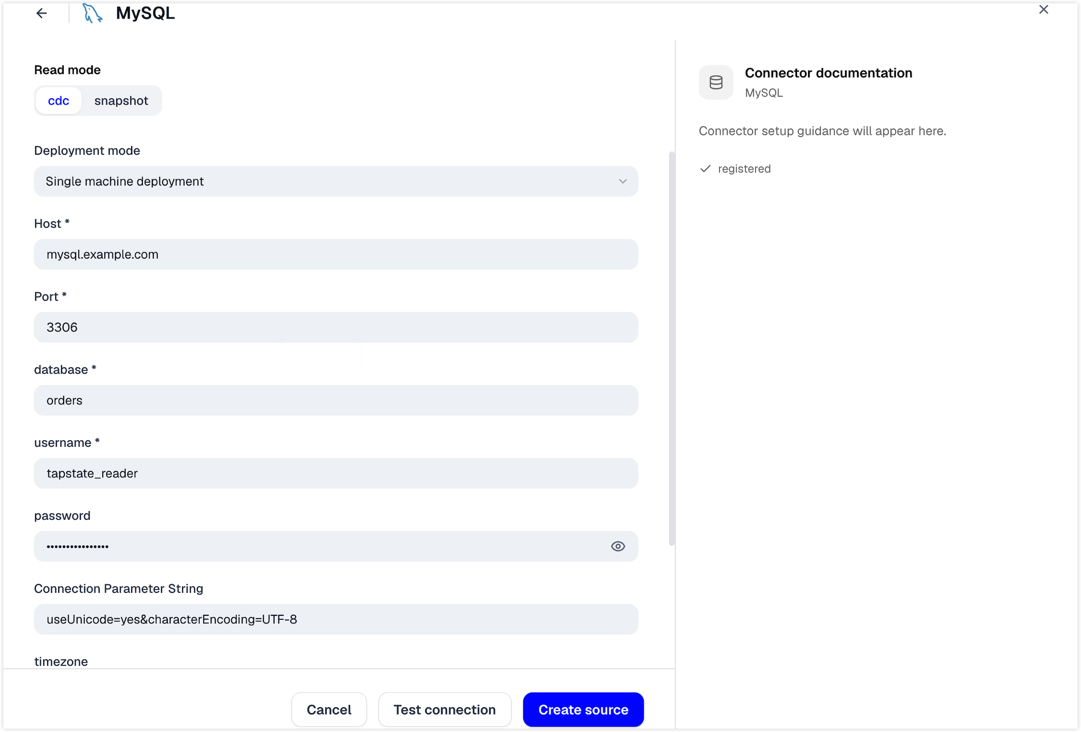 MySQL
Read mode
cdc
snapshot
Deployment mode
Single machine deployment
Host *
mysql.example.com
Port *
3306
database *
orders
username *
tapstate_reader
password
••••••••••••••••
Connection Parameter String
useUnicode=yes&characterEncoding=UTF-8
timezone
Cancel
Test connection
Create source
Connector documentation
MySQL
Connector setup guidance will appear here.
registered